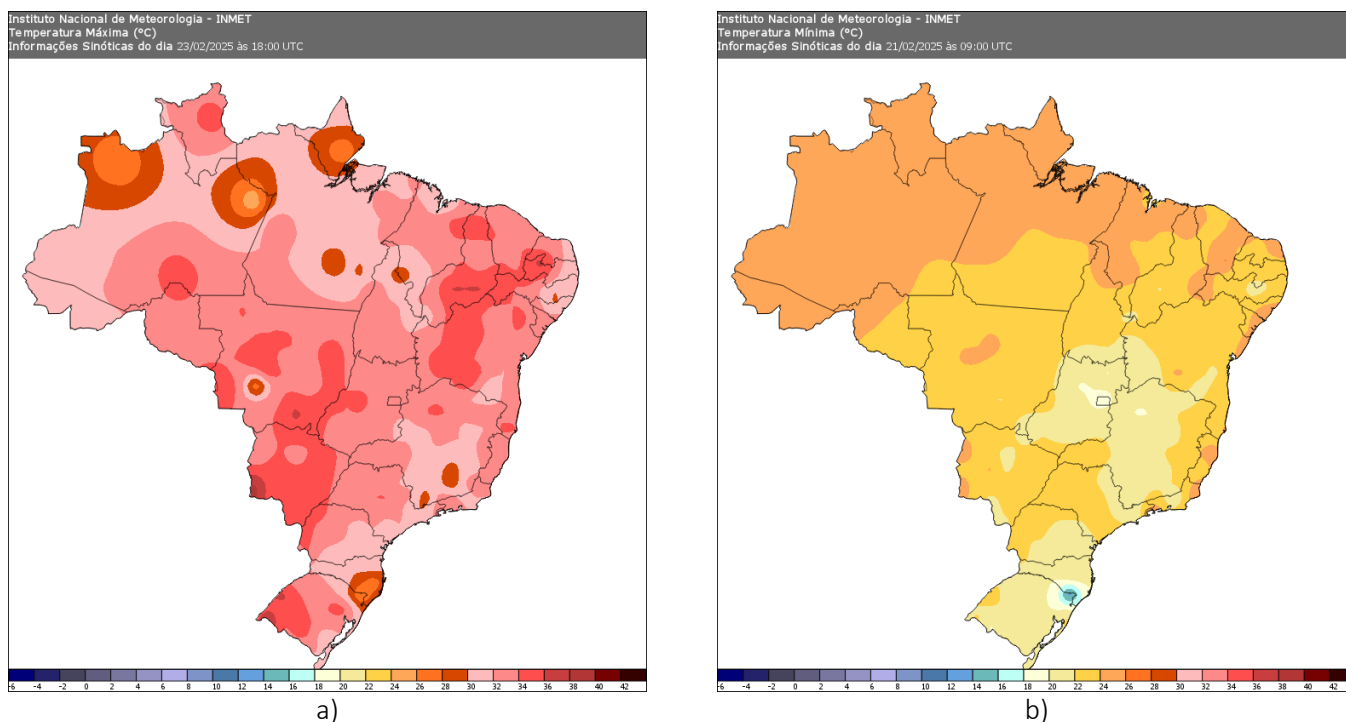 Instituto Nacional de Meteorologia - INMET
Temperatura Máxima (ºC)
Informações Sinóticas do dia 23/02/2025 às 18:00 UTC
-6 -4 -2 0 2 4 6 8 10 12 14 16 18 20 22 24 26 28 30 32 34 36 38 40 42
a)
Instituto Nacional de Meteorologia - INMET
Temperatura Mínima (ºC)
Informações Sinóticas do dia 21/02/2025 às 09:00 UTC
-6 -4 -2 0 2 4 6 8 10 12 14 16 18 20 22 24 26 28 30 32 34 36 38 40 42
b)